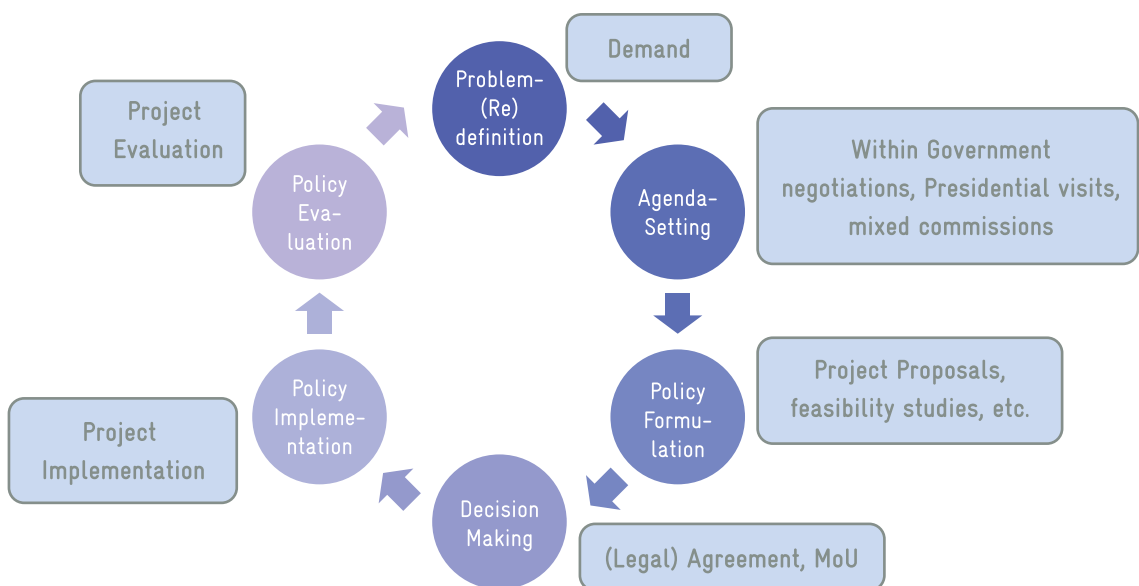 Demand
Problem-
(Re)
definition
Project
Evaluation
Within Government
negotiations, Presidential visits,
mixed commissions
Policy
Eva-
luation
Agenda-
Setting
Project Proposals,
feasibility studies, etc.
Policy
Impleme-
ntation
Policy
Formu-
lation
Project
Implementation
Decision
Making
(Legal) Agreement, MoU